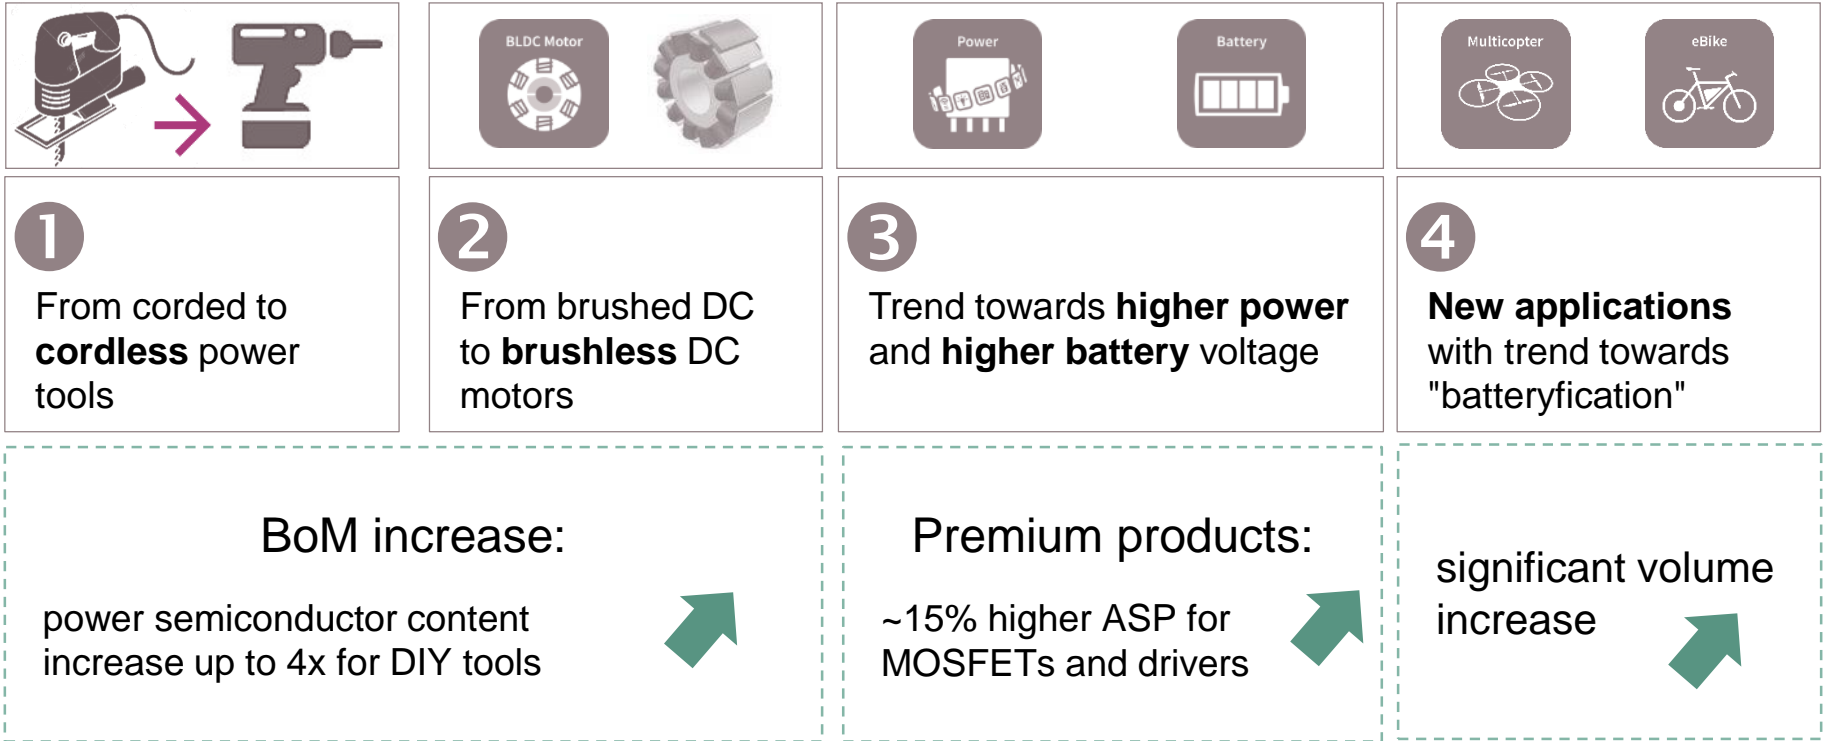 BLDC Motor
Power
Battery
Multicopter
eBike
1
From corded to
cordless power
tools
2
From brushed DC
to brushless DC
motors
3
Trend towards higher power
and higher battery voltage
4
New applications
with trend towards
"batteryfication"
BoM increase:
power semiconductor content
increase up to 4x for DIY tools
Premium products:
~15% higher ASP for
MOSFETs and drivers
significant volume
increase